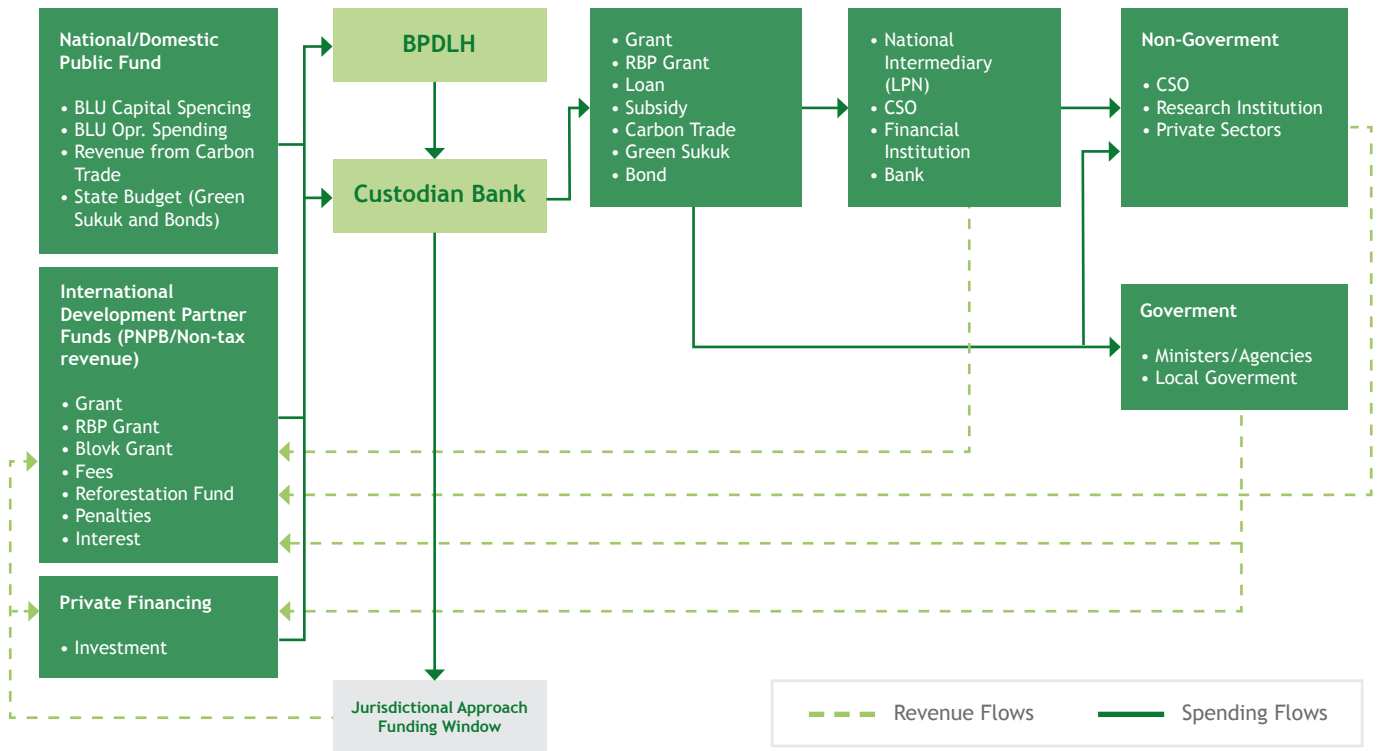 National/Domestic
Public Fund
• BLU Capital Spencing
• BLU Opr. Spending
• Revenue from Carbon
Trade
• State Budget (Green
Sukuk and Bonds)
International
Development Partner
Funds (PNPB/Non-tax
revenue)
• Grant
• RBP Grant
• Blovk Grant
• Fees
• Reforestation Fund
• Penalties
• Interest
Private Financing
• Investment
BPDLH
Custodian Bank
Jurisdictional Approach
Funding Window
• Grant
• RBP Grant
• Loan
• Subsidy
• Carbon Trade
• Green Sukuk
• Bond
• National
Intermediary
(LPN)
• CSO
• Financial
Institution
• Bank
Non-Goverment
• CSO
• Research Institution
• Private Sectors
Goverment
• Ministers/Agencies
• Local Goverment
Revenue Flows
Spending Flows